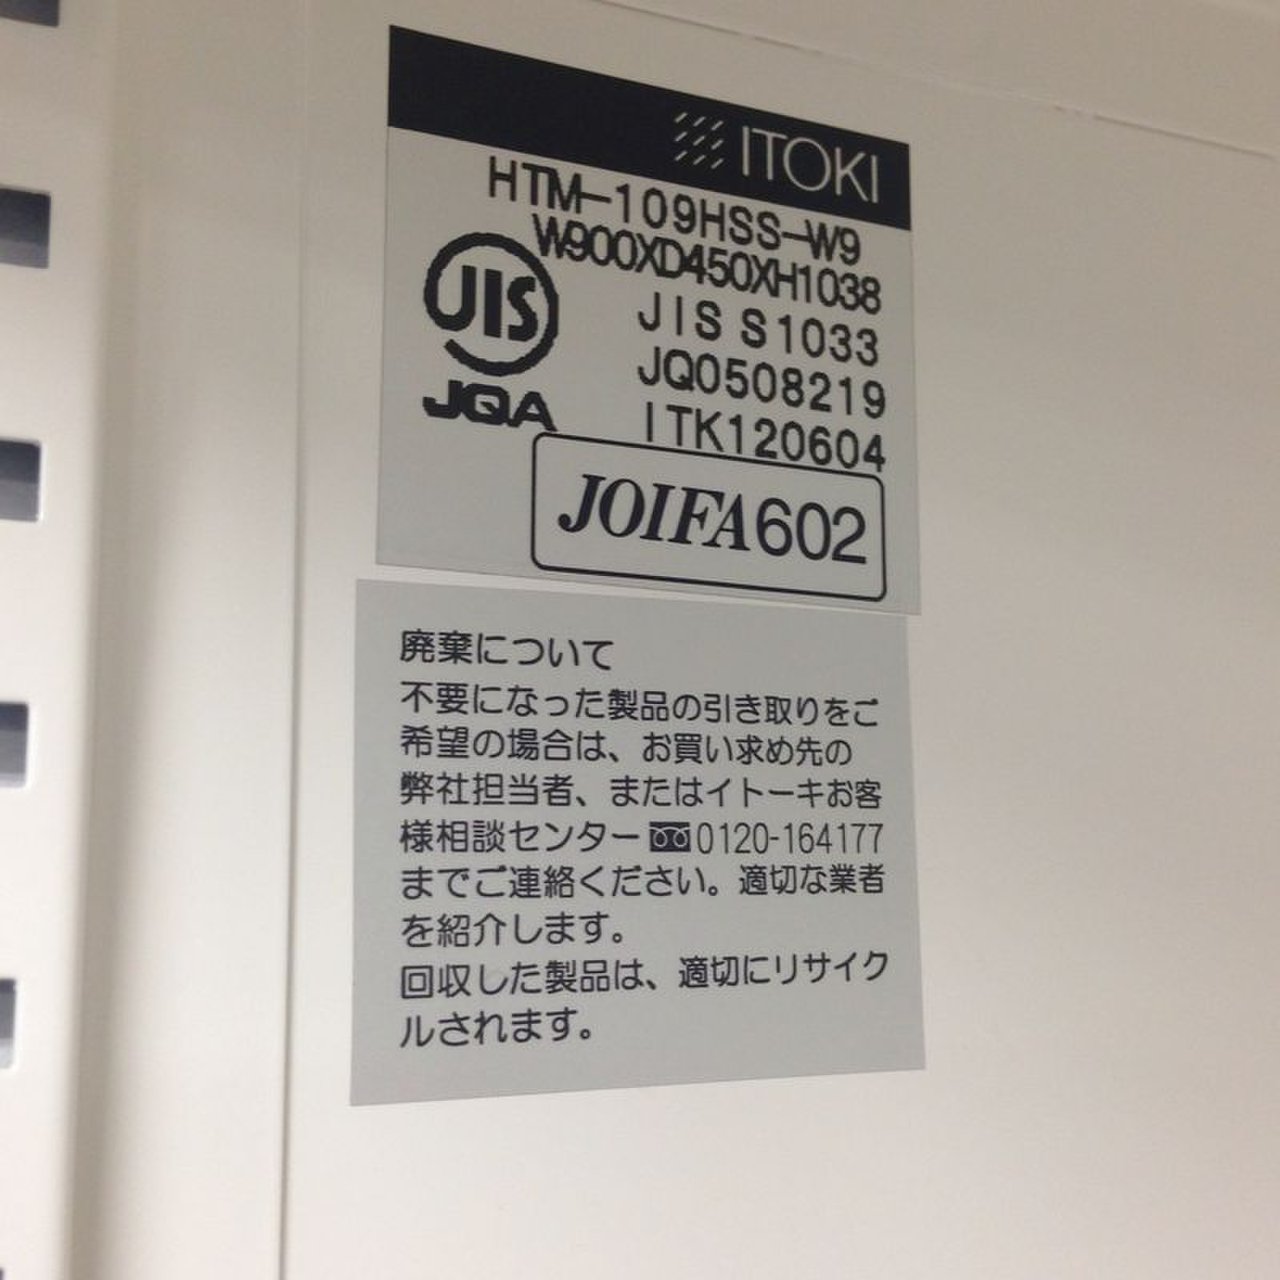 ITOKI
HTM-109HSS-W9
W900XD450XH1038
JIS
JIS S1033
JQ0508219
JQA
ITK120604
JOIFA602
廃棄について
不要になった製品の引き取りをご
希望の場合は、お買い求め先の
弊社担当者、またはイトーキお客
様相談センター 0120-164177
までご連絡ください。適切な業者
を紹介します。
回収した製品は、適切にリサイク
ルされます。